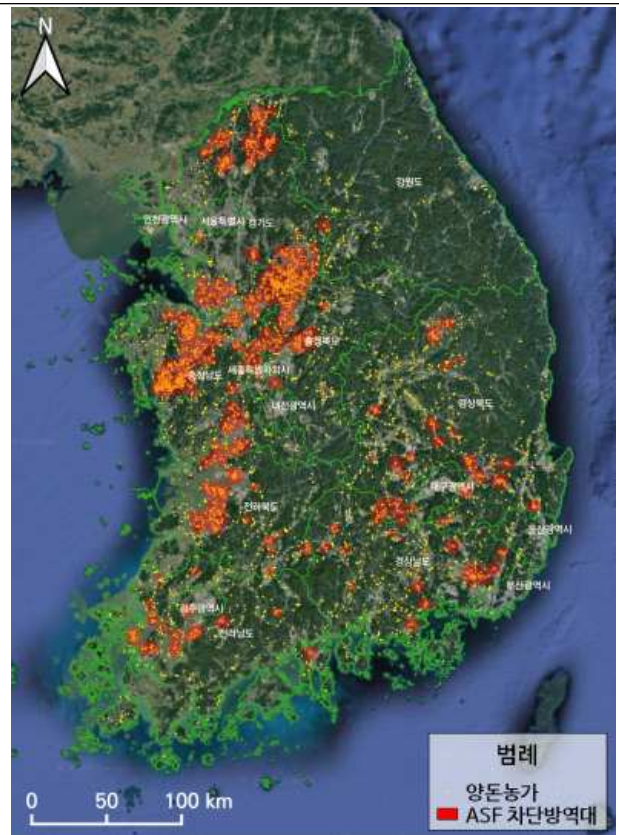 N
강원도
인천광역시 서울특별시 경기도
충청북도
세종특별자치시
충청남도
대전광역시
경상북도
대구광역시
전라북도
울산광역시
경상남도
부산광역시
광주광역시
전라남도
범례
양돈농가
ASF 차단방역대
0 50 100 km